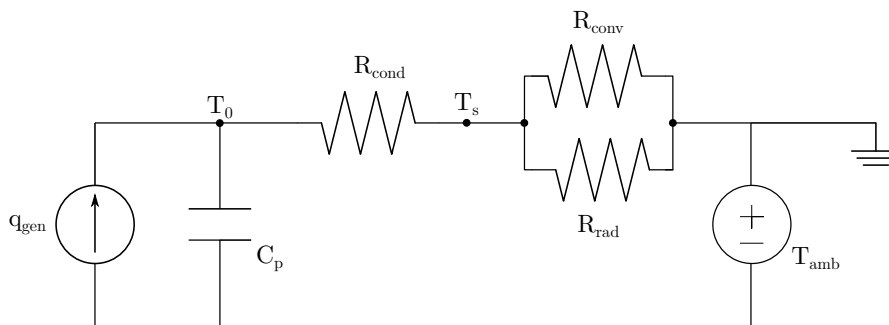 R_conv
R_cond
T_0
T_s
q_gen
R_rad
C_p
T_amb